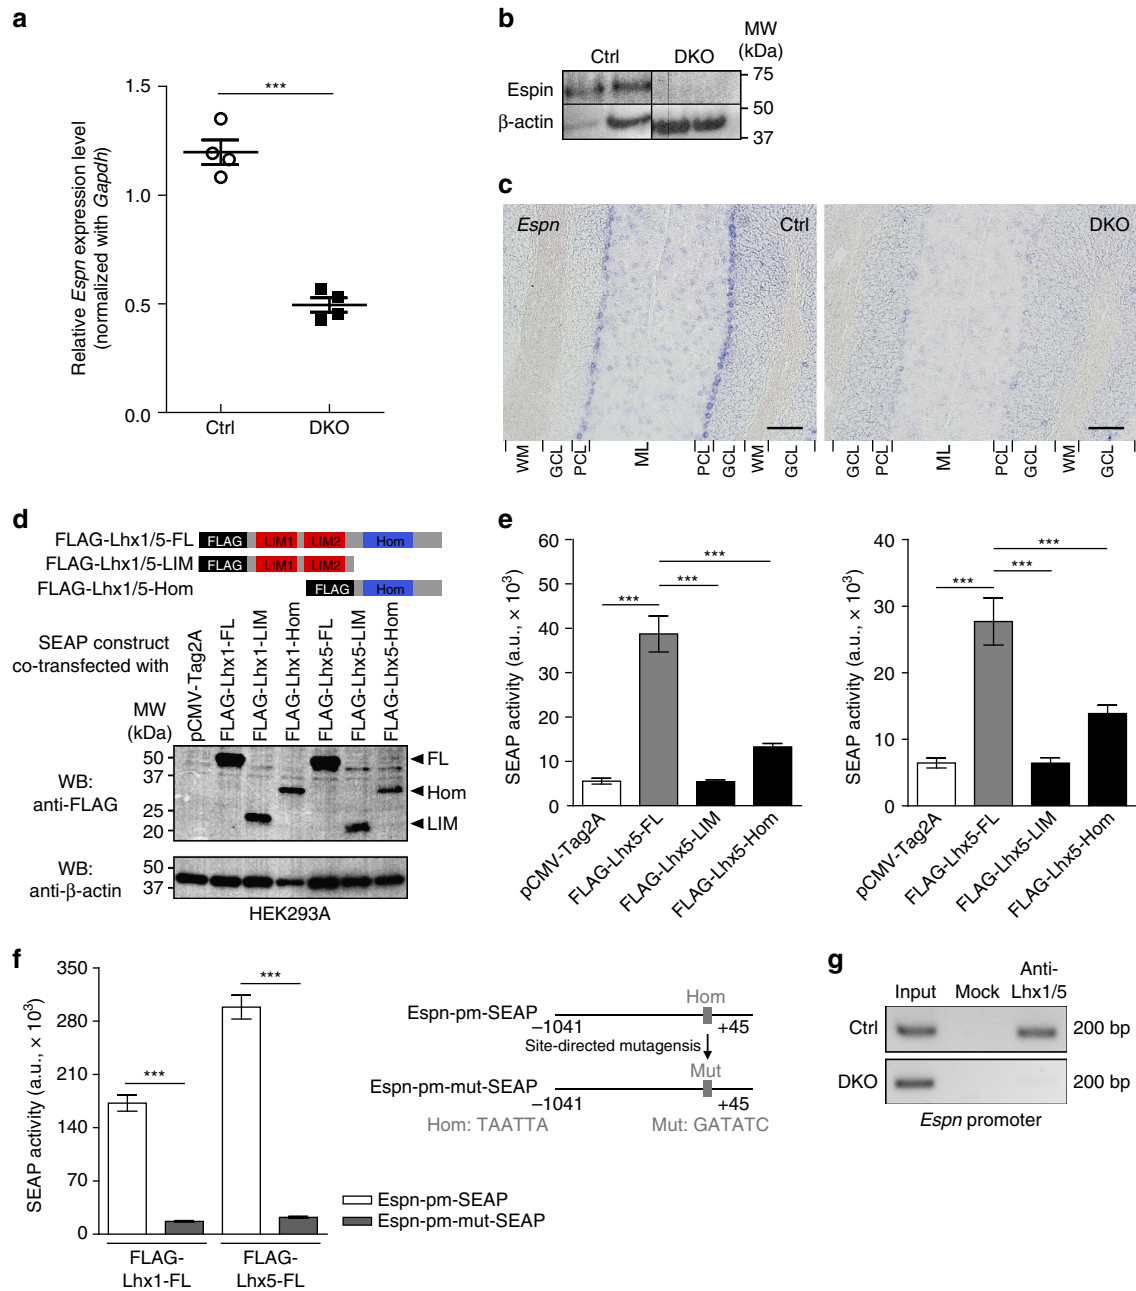 a
Relative Espn expression level
(normalized with Gapdh)
1.5
1.0
0.5
0.0
***
Ctrl
DKO
b
Ctrl
DKO
MW
(kDa)
Espin
β-actin
75
50
37
c
Espn
Ctrl
DKO
WM
GCL
PCL
ML
PCL
GCL
WM
GCL
GCL
PCL
ML
PCL
GCL
WM
GCL
d
FLAG-Lhx1/5-FL
FLAG LIM1 LIM2 Hom
FLAG-Lhx1/5-LIM
FLAG LIM1 LIM2
FLAG-Lhx1/5-Hom
FLAG Hom
SEAP construct
co-transfected with
pCMV-Tag2A
FLAG-Lhx1-FL
FLAG-Lhx1-LIM
FLAG-Lhx1-Hom
FLAG-Lhx5-FL
FLAG-Lhx5-LIM
FLAG-Lhx5-Hom
MW
(kDa)
WB:
anti-FLAG
50
37
25
20
FL
Hom
LIM
WB:
anti-β-actin
50
37
HEK293A
e
SEAP activity (a.u., × 10³)
60
50
40
30
20
10
0
***
***
***
pCMV-Tag2A
FLAG-Lhx5-FL
FLAG-Lhx5-LIM
FLAG-Lhx5-Hom
SEAP activity (a.u., × 10³)
40
30
20
10
0
***
***
***
pCMV-Tag2A
FLAG-Lhx5-FL
FLAG-Lhx5-LIM
FLAG-Lhx5-Hom
f
SEAP activity (a.u., × 10³)
350
280
210
140
70
0
***
***
FLAG-
Lhx1-FL
FLAG-
Lhx5-FL
Espn-pm-SEAP
Espn-pm-mut-SEAP
Hom
Espn-pm-SEAP
–1041
+45
Site-directed mutagensis
Mut
Espn-pm-mut-SEAP
–1041
+45
Hom: TAATTA
Mut: GATATC
g
Input
Mock
Anti-
Lhx1/5
Ctrl
200 bp
DKO
200 bp
Espn promoter